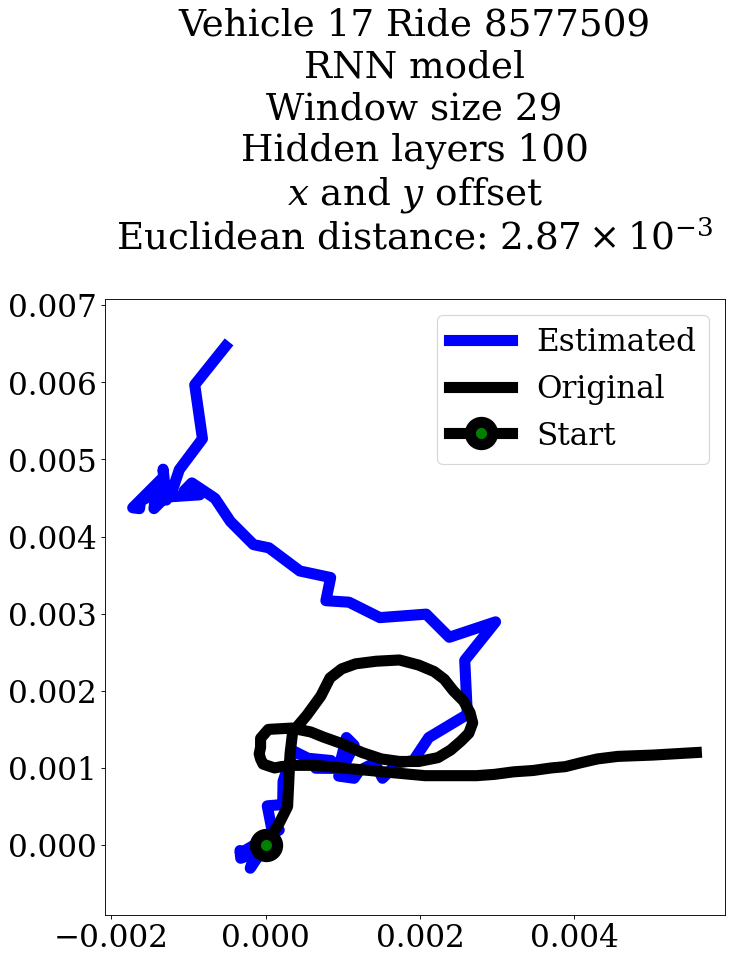 Vehicle 17 Ride 8577509
RNN model
Window size 29
Hidden layers 100
x and y offset
Euclidean distance: 2.87 × 10⁻³
0.007
0.006
0.005
0.004
0.003
0.002
0.001
0.000
Estimated
Original
Start
−0.002
0.000
0.002
0.004